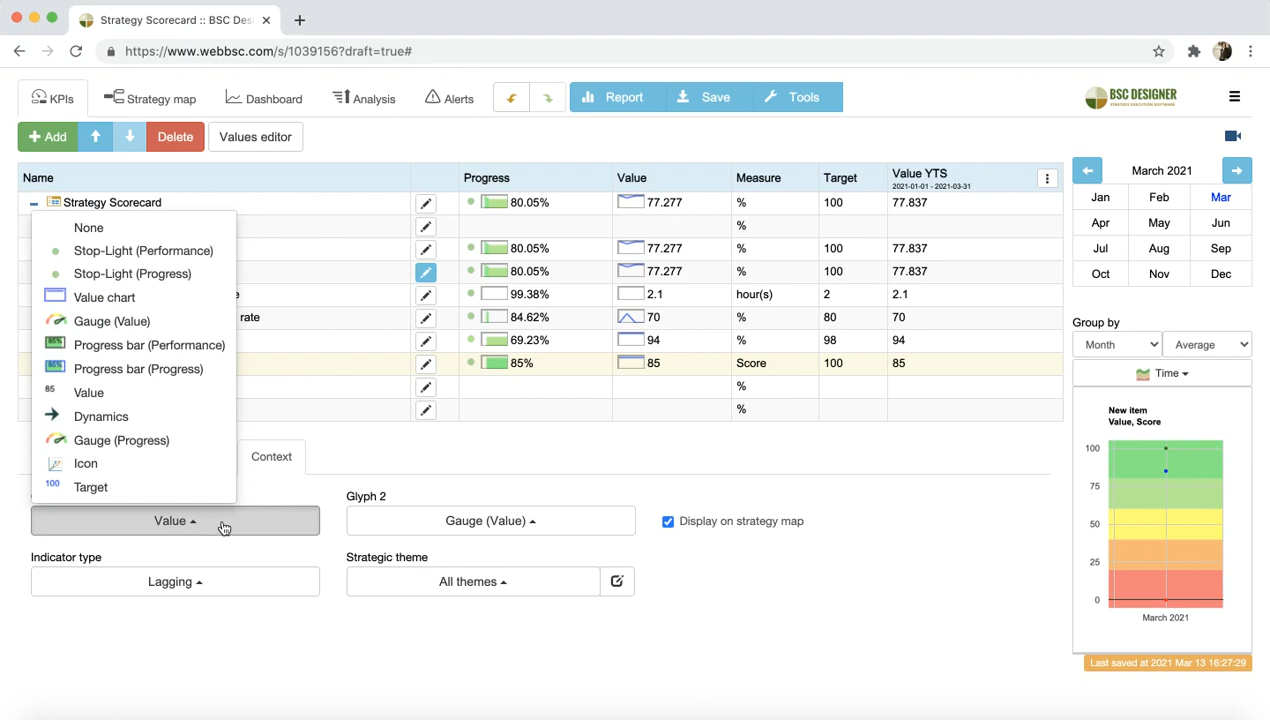 Strategy Scorecard :: BSC Des
https://www.webbsc.com/s/1039156?draft=true#
KPIs Strategy map Dashboard Analysis Alerts Report Save Tools BSC DESIGNER
STRATEGY EXECUTION SOFTWARE
+ Add Delete Values editor
Name Progress Value Measure Target Value YTS
2021-01-01 - 2021-03-31
Strategy Scorecard 80.05% 77.277 % 100 77.837
%
80.05% 77.277 % 100 77.837
80.05% 77.277 % 100 77.837
e 99.38% 2.1 hour(s) 2 2.1
rate 84.62% 70 % 80 70
69.23% 94 % 98 94
85% 85 Score 100 85
%
%
None
Stop-Light (Performance)
Stop-Light (Progress)
Value chart
Gauge (Value)
85% Progress bar (Performance)
85% Progress bar (Progress)
85 Value
Dynamics
Gauge (Progress)
Icon
100 Target
Context
Glyph 2
Value Gauge (Value) Display on strategy map
Indicator type Strategic theme
Lagging All themes
March 2021
Jan Feb Mar
Apr May Jun
Jul Aug Sep
Oct Nov Dec
Group by
Month Average
Time
New item
Value, Score
100
75
50
25
0
March 2021
Last saved at 2021 Mar 13 16:27:29